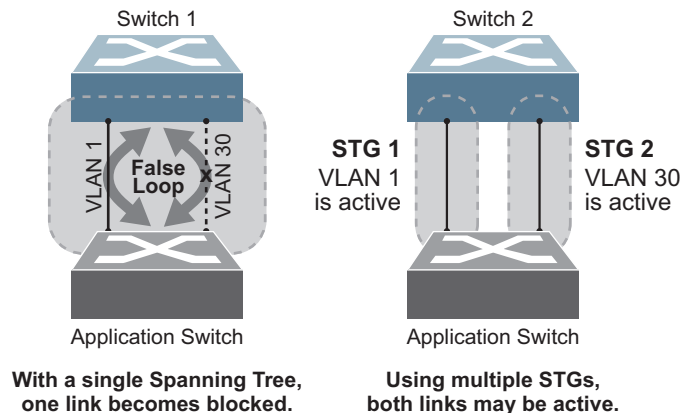 Switch 1
VLAN 1
False
Loop
x
VLAN 30
Application Switch
With a single Spanning Tree,
one link becomes blocked.
Switch 2
STG 1
VLAN 1
is active
STG 2
VLAN 30
is active
Application Switch
Using multiple STGs,
both links may be active.